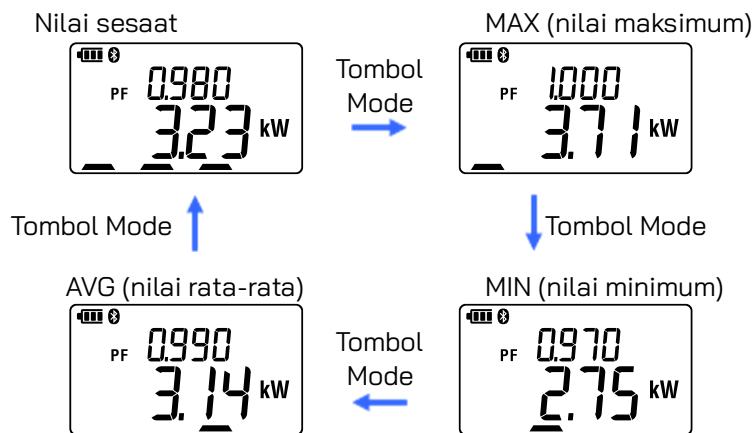 Nilai sesaat
PF 0.980
3.23 kW
Tombol
Mode
MAX (nilai maksimum)
PF 1.000
3.71 kW
Tombol Mode
Tombol Mode
AVG (nilai rata-rata)
PF 0.990
3.14 kW
Tombol
Mode
MIN (nilai minimum)
PF 0.970
2.75 kW